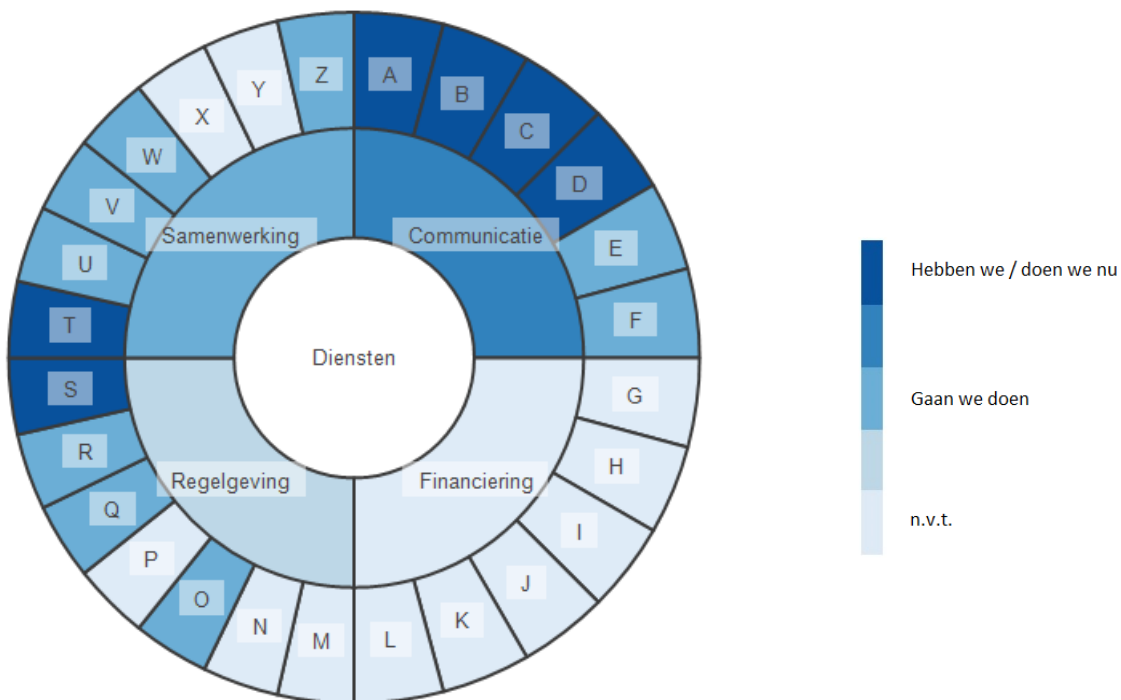 Z
A
Y
B
X
C
W
D
V
Samenwerking
Communicatie
E
U
T
F
Diensten
S
G
R
H
Regelgeving
Financiering
Q
I
P
J
O
N
K
M
L
Hebben we / doen we nu
Gaan we doen
n.v.t.